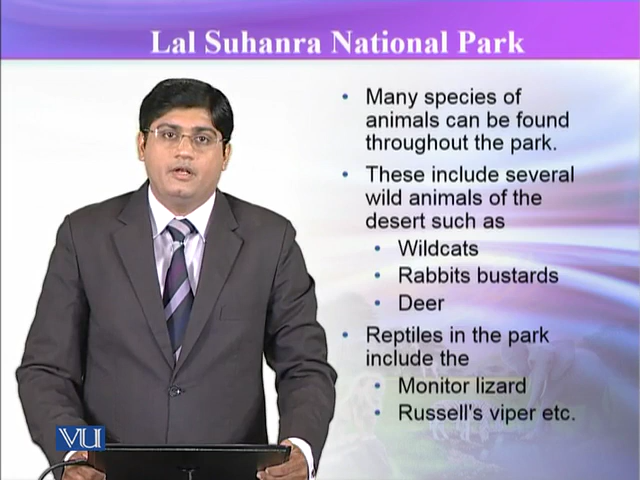 Lal Suhanra National Park
• Many species of
animals can be found
throughout the park.
• These include several
wild animals of the
desert such as
• Wildcats
• Rabbits bustards
• Deer
• Reptiles in the park
include the
• Monitor lizard
• Russell's viper etc.
VU